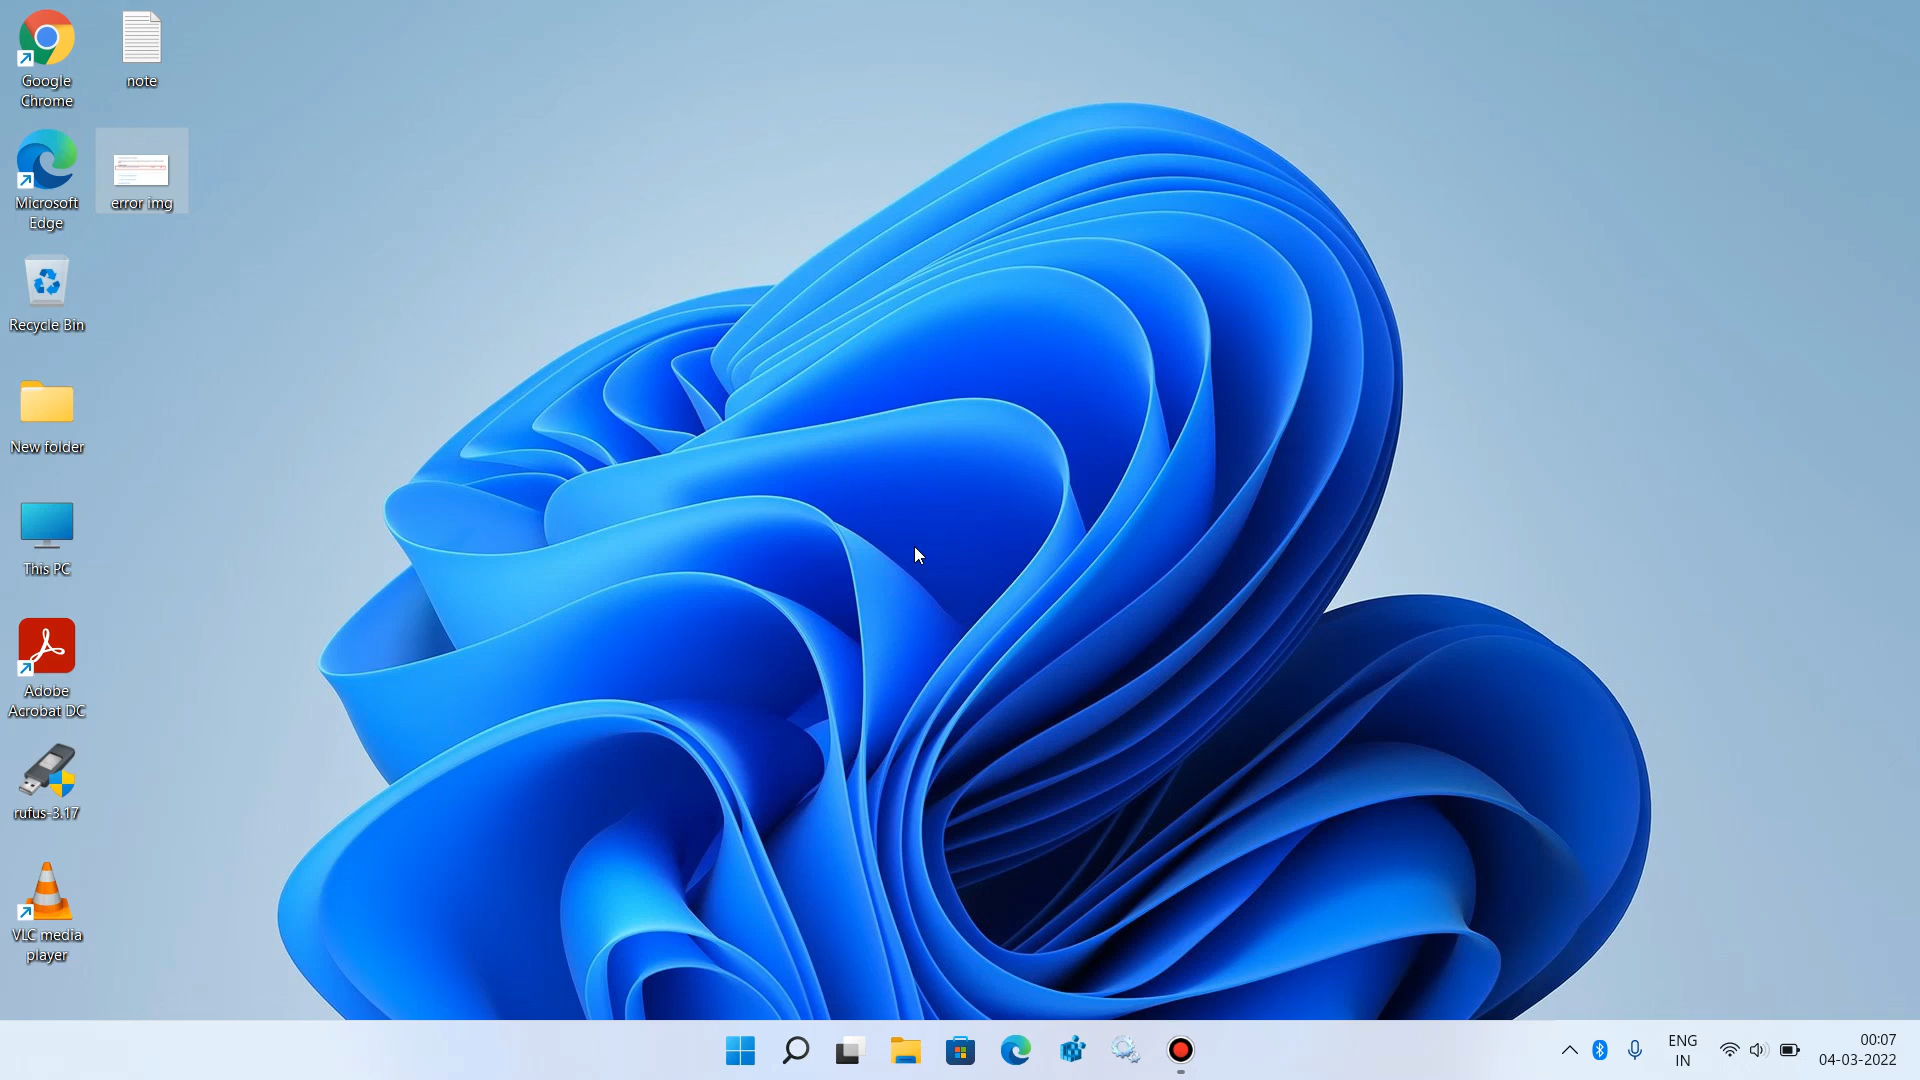 Google
Chrome
note
Microsoft
Edge
error img
Recycle Bin
New folder
This PC
Adobe
Acrobat DC
rufus-3.17
VLC media
player
ENG
IN
00:07
04-03-2022